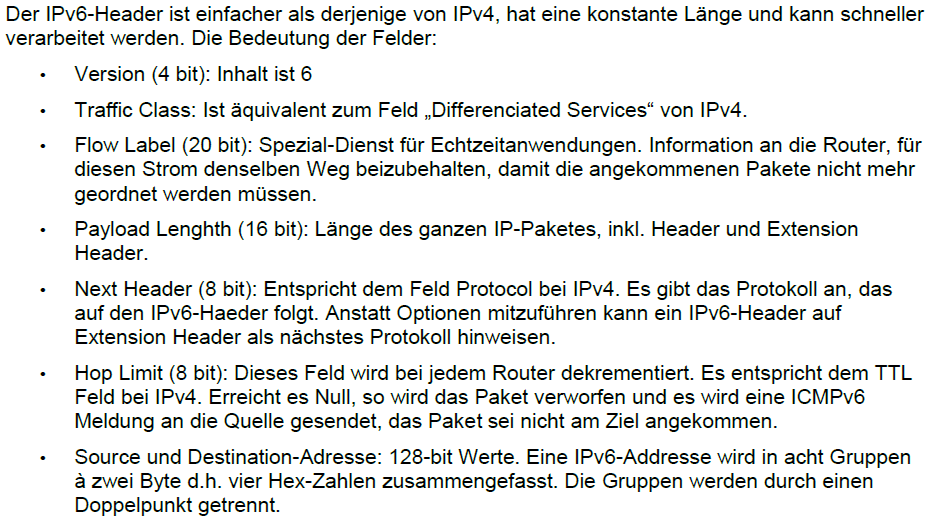 Der IPv6-Header ist einfacher als derjenige von IPv4, hat eine konstante Länge und kann schneller
verarbeitet werden. Die Bedeutung der Felder:
• Version (4 bit): Inhalt ist 6
• Traffic Class: Ist äquivalent zum Feld „Differenciated Services“ von IPv4.
• Flow Label (20 bit): Spezial-Dienst für Echtzeitanwendungen. Information an die Router, für
diesen Strom denselben Weg beizubehalten, damit die angekommenen Pakete nicht mehr
geordnet werden müssen.
• Payload Lenghth (16 bit): Länge des ganzen IP-Paketes, inkl. Header und Extension
Header.
• Next Header (8 bit): Entspricht dem Feld Protocol bei IPv4. Es gibt das Protokoll an, das
auf den IPv6-Haeder folgt. Anstatt Optionen mitzuführen kann ein IPv6-Header auf
Extension Header als nächstes Protokoll hinweisen.
• Hop Limit (8 bit): Dieses Feld wird bei jedem Router dekrementiert. Es entspricht dem TTL
Feld bei IPv4. Erreicht es Null, so wird das Paket verworfen und es wird eine ICMPv6
Meldung an die Quelle gesendet, das Paket sei nicht am Ziel angekommen.
• Source und Destination-Adresse: 128-bit Werte. Eine IPv6-Addresse wird in acht Gruppen
à zwei Byte d.h. vier Hex-Zahlen zusammengefasst. Die Gruppen werden durch einen
Doppelpunkt getrennt.